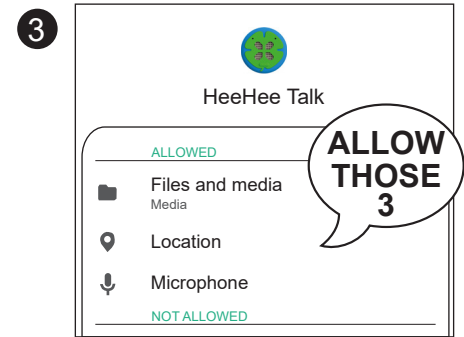 3
HeeHee Talk
ALLOWED
ALLOW
THOSE
3
Files and media
Media
Location
Microphone
NOT ALLOWED